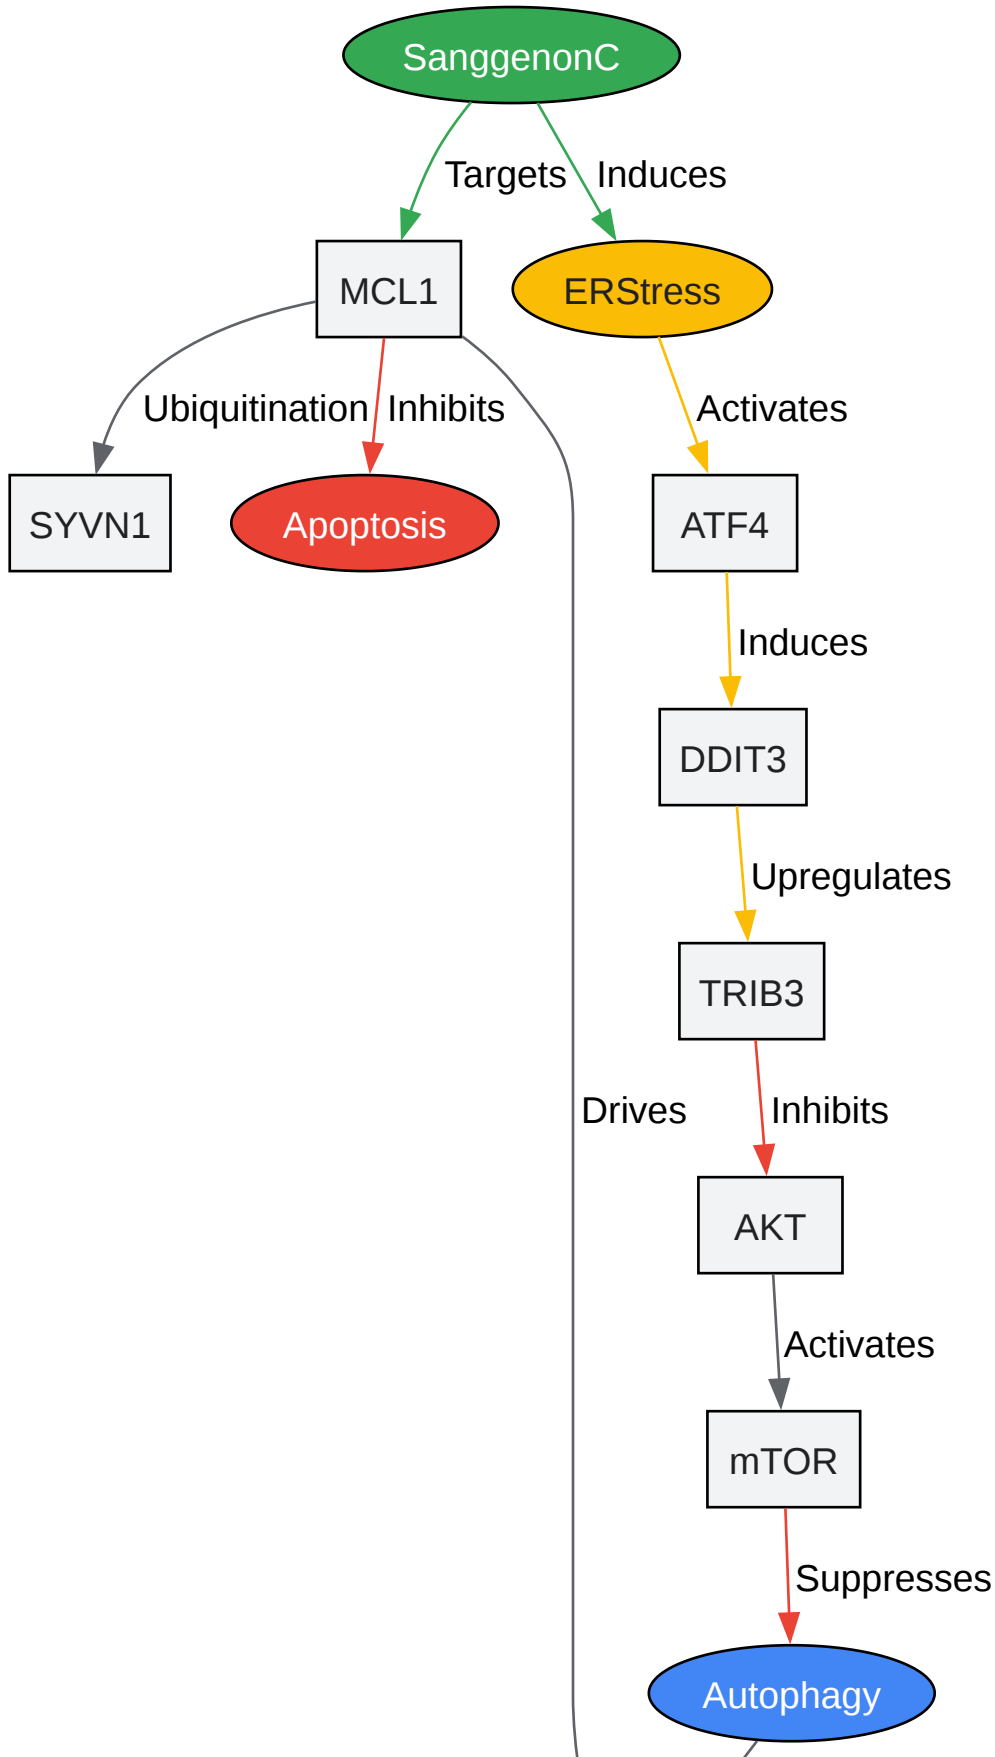 SanggenonC
Targets
Induces
MCL1
ERStress
Ubiquitination
Inhibits
Activates
SYVN1
Apoptosis
ATF4
Induces
DDIT3
Upregulates
TRIB3
Drives
Inhibits
AKT
Activates
mTOR
Suppresses
Autophagy